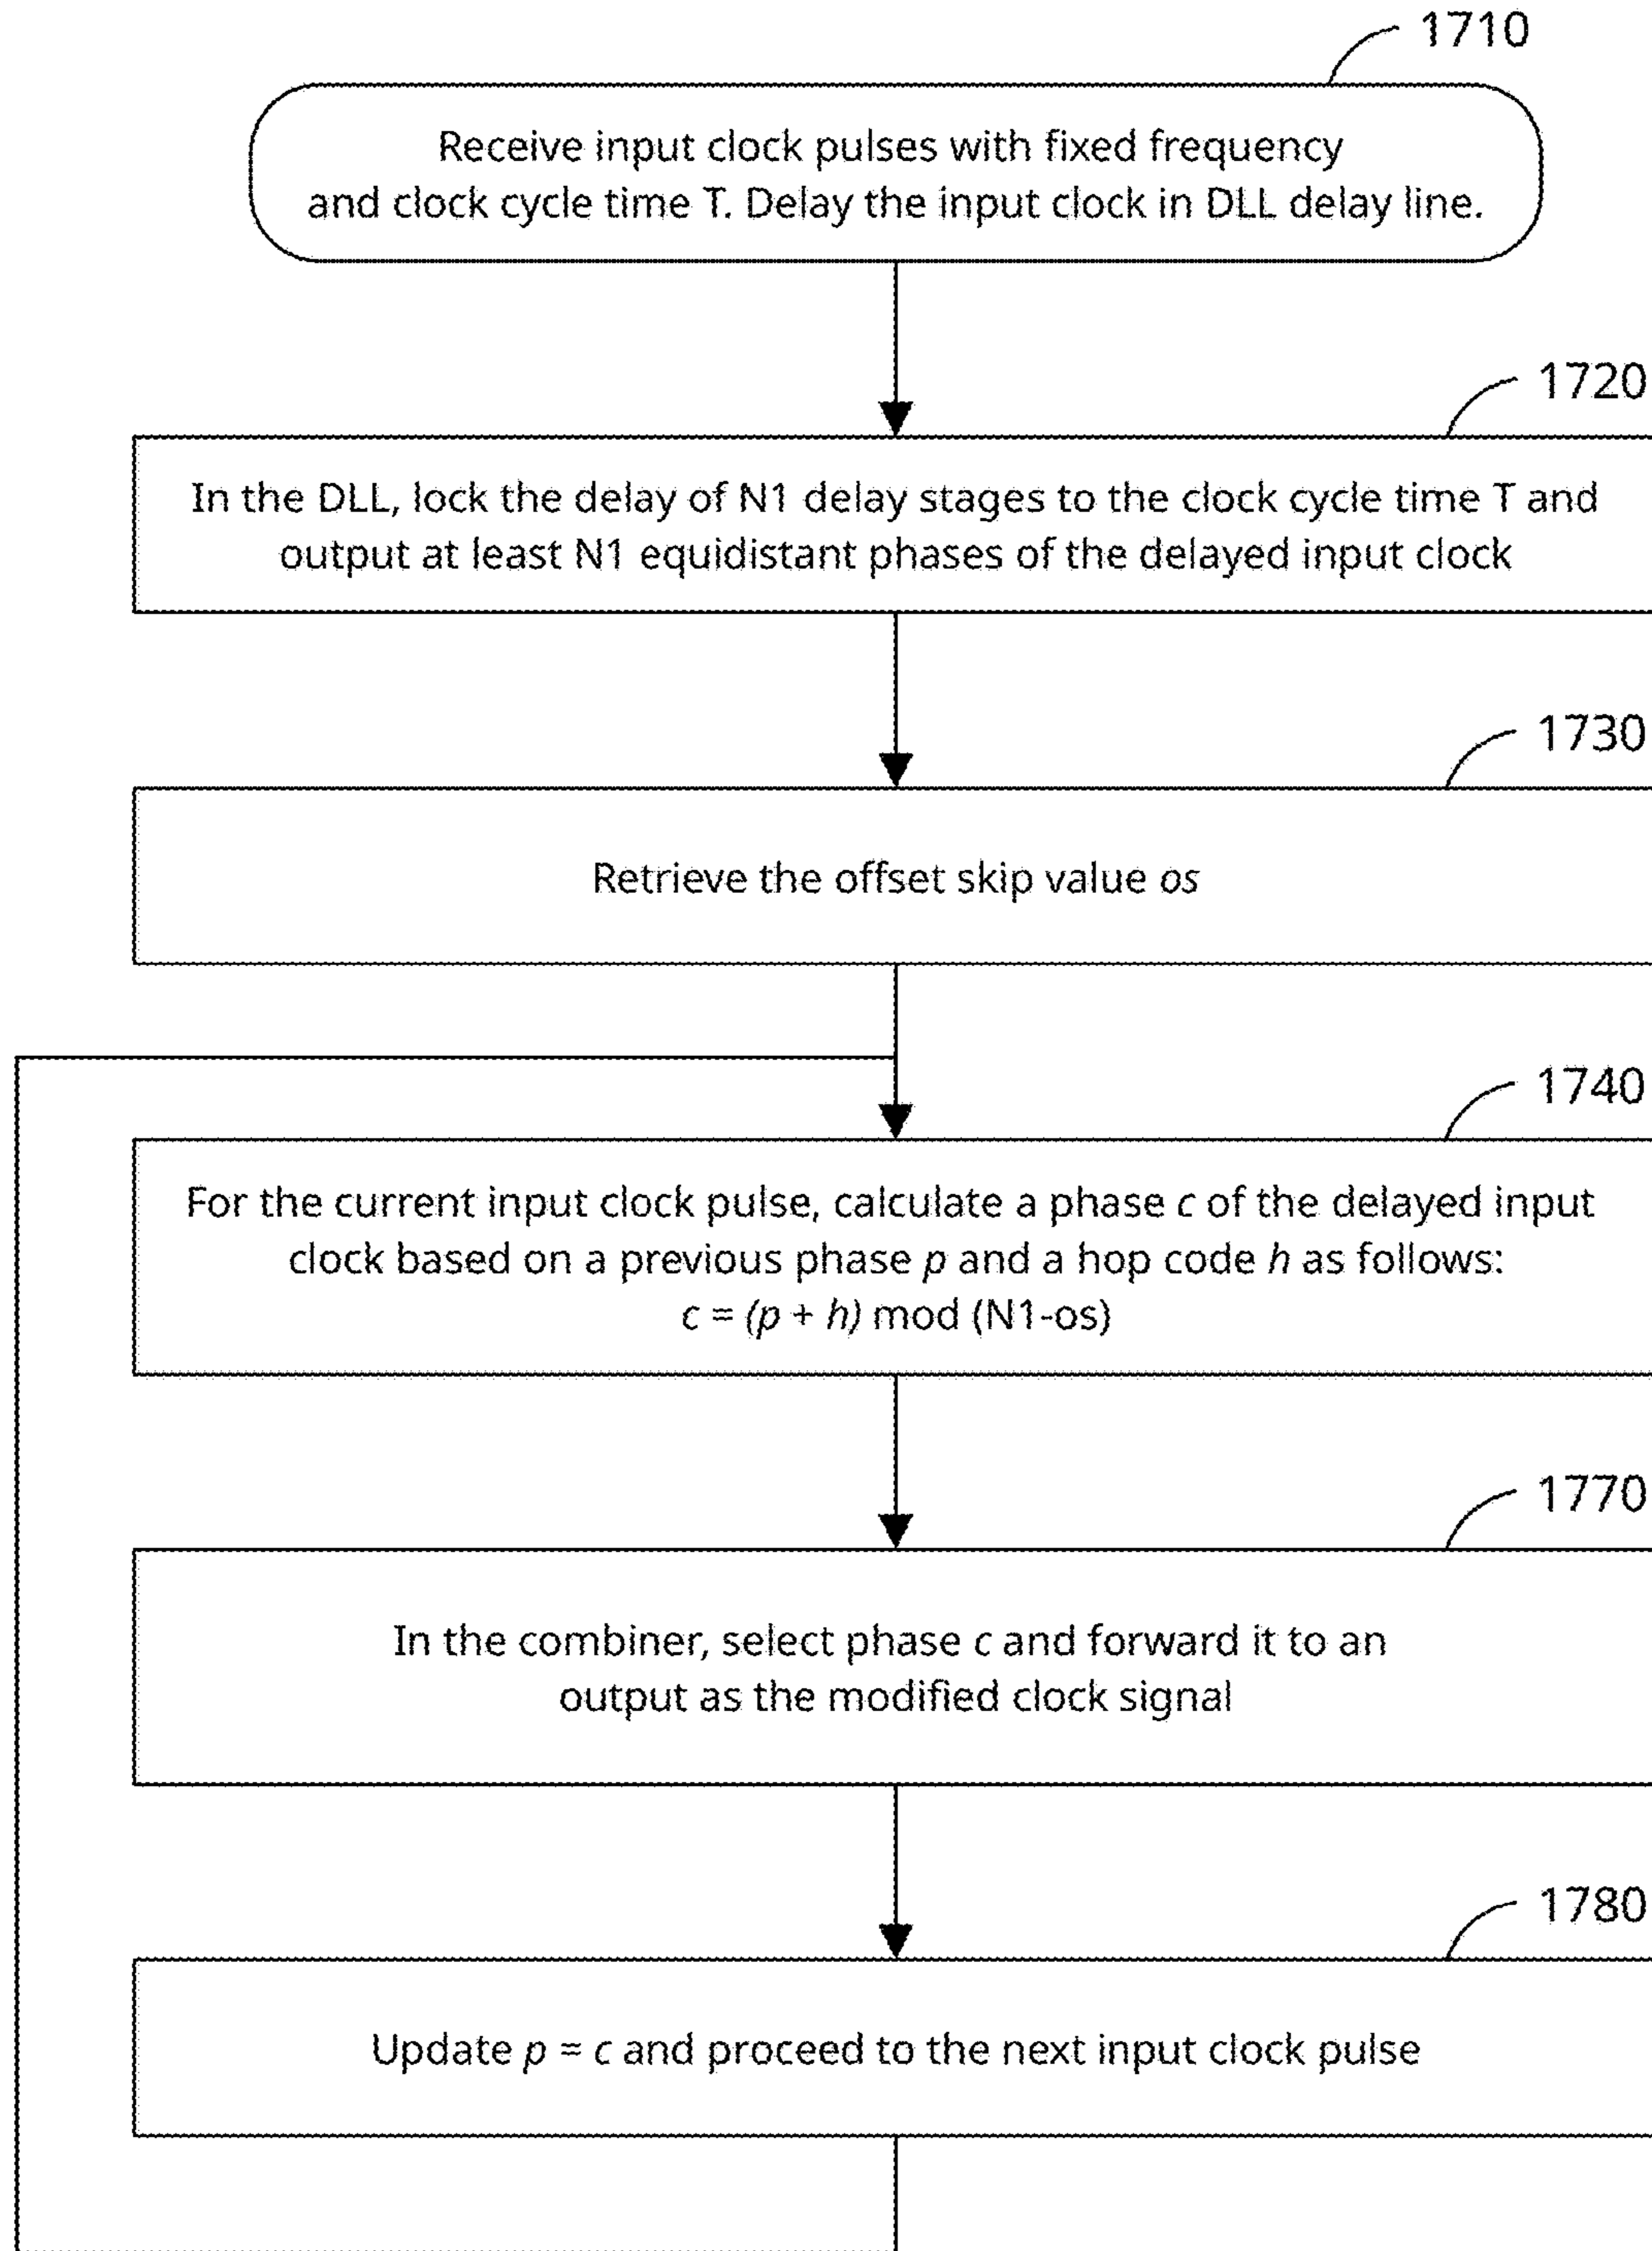 1710
Receive input clock pulses with fixed frequency
and clock cycle time T. Delay the input clock in DLL delay line.
1720
In the DLL, lock the delay of N1 delay stages to the clock cycle time T and
output at least N1 equidistant phases of the delayed input clock
1730
Retrieve the offset skip value os
1740
For the current input clock pulse, calculate a phase c of the delayed input
clock based on a previous phase p and a hop code h as follows:
c = (p + h) mod (N1-os)
1770
In the combiner, select phase c and forward it to an
output as the modified clock signal
1780
Update p = c and proceed to the next input clock pulse